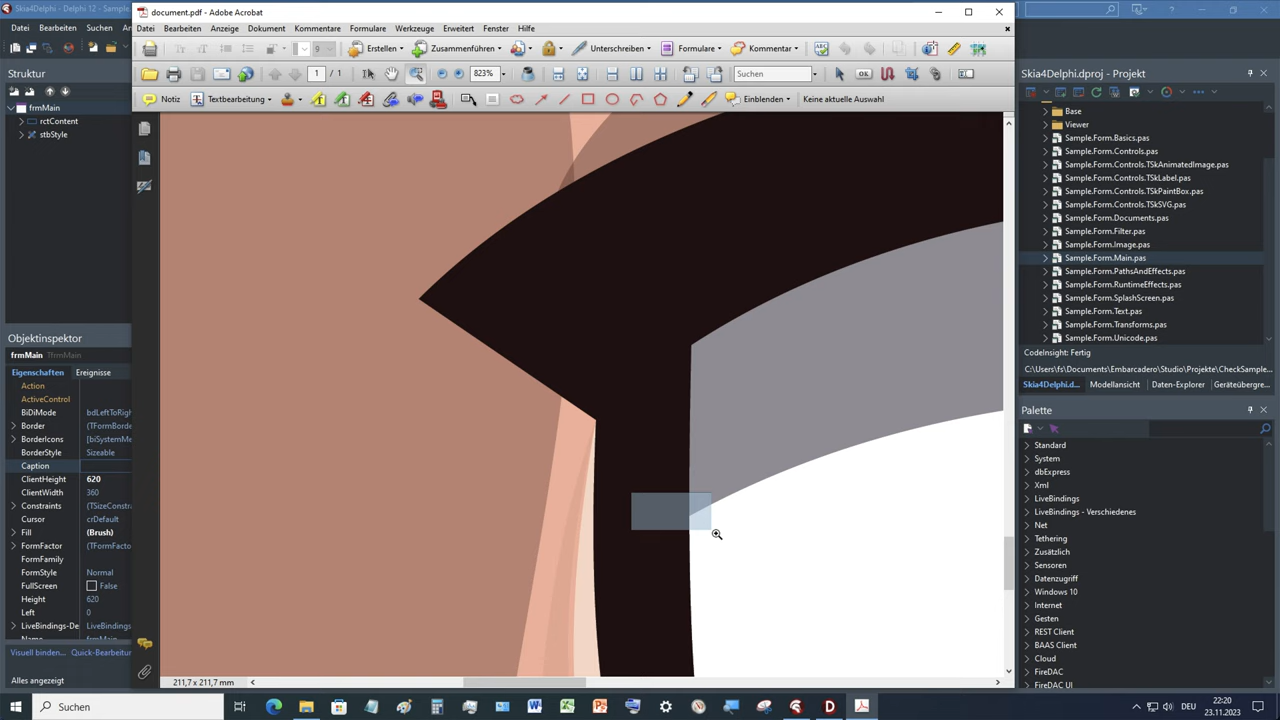 Skia4Delphi - Delphi 12 -
document.pdf - Adobe Acrobat
Datei Bearbeiten Suchen
Datei Bearbeiten Anzeige Dokument Kommentare Formulare Werkzeuge Erweitert Fenster Hilfe
Erstellen Zusammenführen Unterschreiben Formulare Kommentar
1 / 1 823% Suchen
Notiz Textbearbeitung Einblenden Keine aktuelle Auswahl
Struktur
frmMain
rctContent
stbStyle
Objektinspektor
frmMain TfrmMain
Eigenschaften Ereignisse
Action
ActiveControl
BiDiMode bdLeftToRigh
Border (TFormBorde
BorderIcons [biSystemMe
BorderStyle Sizeable
Caption
ClientHeight 620
ClientWidth 360
Constraints (TSizeConstra
Cursor crDefault
Fill (Brush)
FormFactor (TFormFacto
FormFamily
FormStyle Normal
FullScreen False
Height 620
Left 0
LiveBindings-De LiveBindings
Visuell binden... Quick-Bearbeitun
Alles angezeigt
211,7 x 211,7 mm
Skia4Delphi.dproj - Projekt
Base
Viewer
Sample.Form.Basics.pas
Sample.Form.Controls.pas
Sample.Form.Controls.TSkAnimatedImage.pas
Sample.Form.Controls.TSkLabel.pas
Sample.Form.Controls.TSkPaintBox.pas
Sample.Form.Controls.TSkSVG.pas
Sample.Form.Documents.pas
Sample.Form.Filter.pas
Sample.Form.Image.pas
Sample.Form.Main.pas
Sample.Form.PathsAndEffects.pas
Sample.Form.RuntimeEffects.pas
Sample.Form.SplashScreen.pas
Sample.Form.Text.pas
Sample.Form.Transforms.pas
Sample.Form.Unicode.pas
CodeInsight: Fertig
C:\Users\fs\Documents\Embarcadero\Studio\Projekte\CheckSample
Skia4Delphi.d... Modellansicht Daten-Explorer Geräteübergre
Palette
Standard
System
dbExpress
Xml
LiveBindings
LiveBindings - Verschiedenes
Net
Tethering
Zusätzlich
Sensoren
Datenzugriff
Windows 10
Internet
Gesten
REST Client
BAAS Client
Cloud
FireDAC
FireDAC UI
Suchen
DEU
22:20
23.11.2023